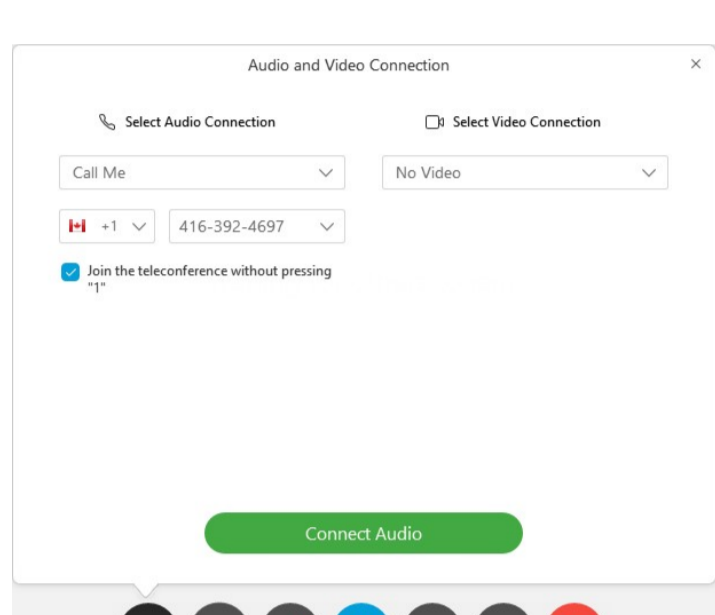 Audio and Video Connection
Select Audio Connection
Select Video Connection
Call Me
No Video
+1
416-392-4697
Join the teleconference without pressing
"1"
Connect Audio